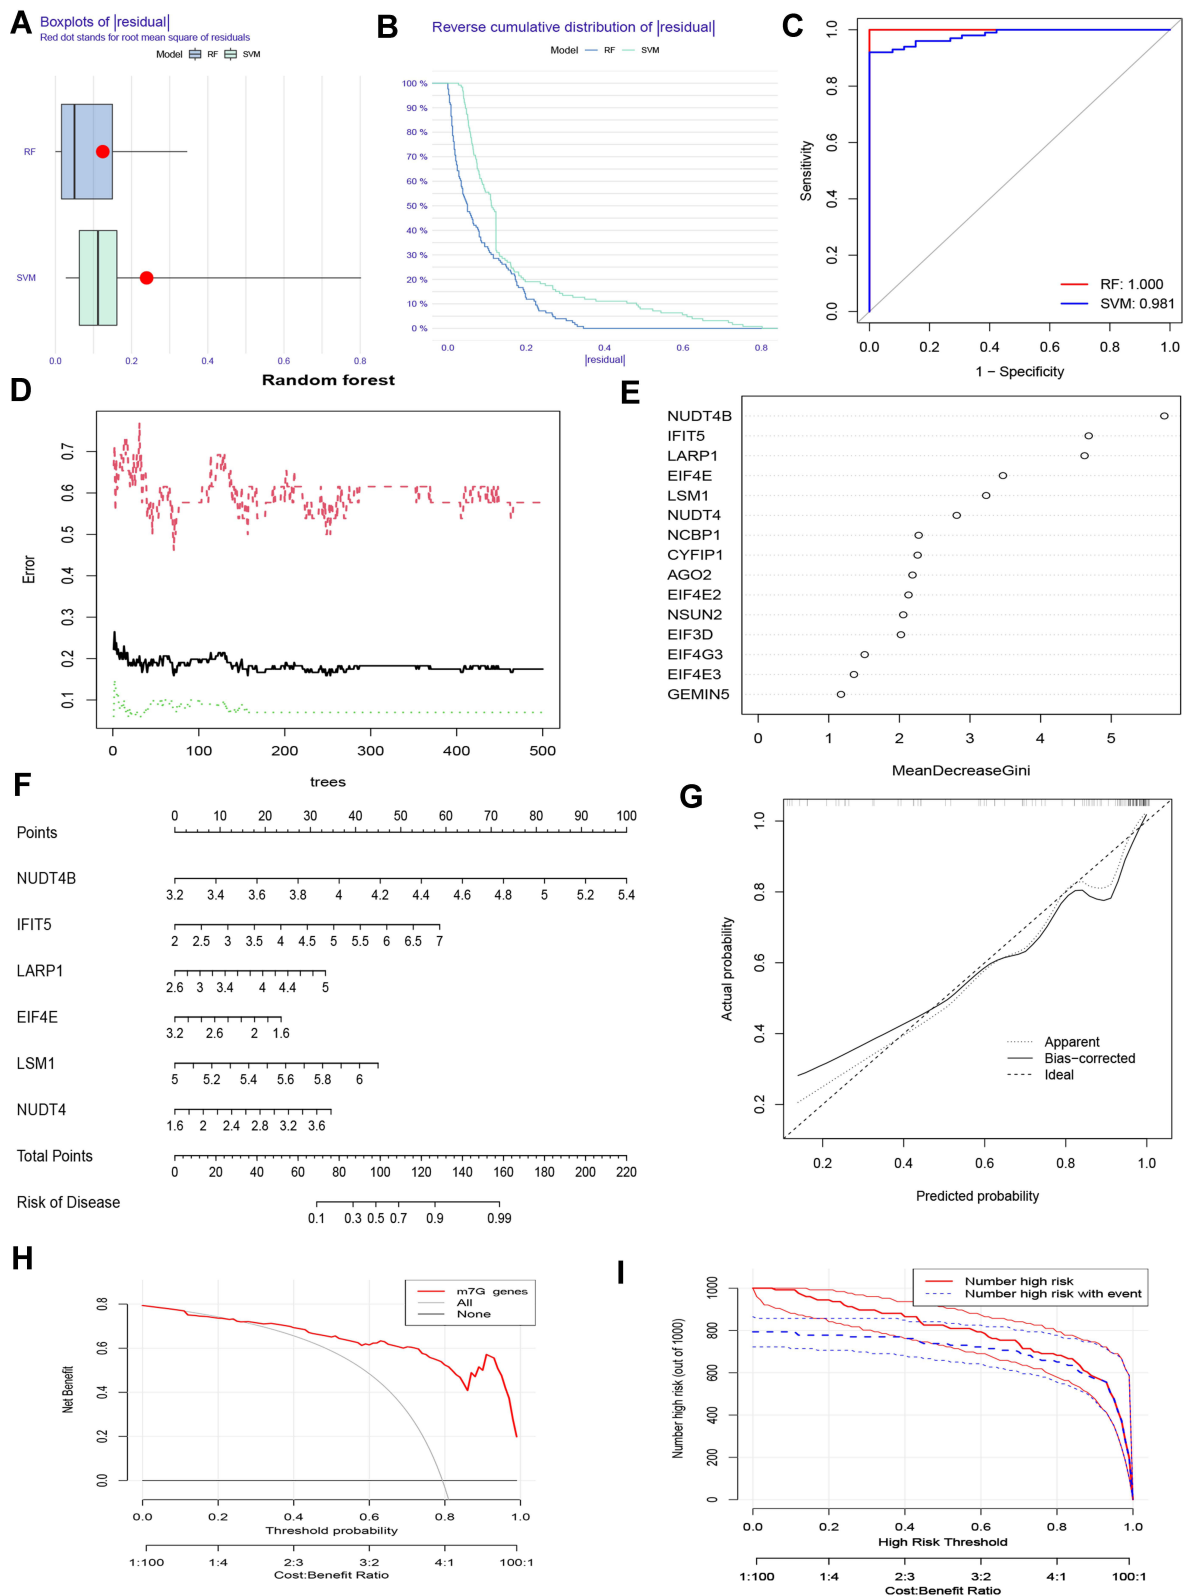 A
Boxplots of |residual|
Red dot stands for root mean square of residuals
Model RF SVM
RF
SVM
0.0 0.2 0.4 0.6 0.8
B
Reverse cumulative distribution of |residual|
Model RF SVM
100 %
90 %
80 %
70 %
60 %
50 %
40 %
30 %
20 %
10 %
0 %
0.0 0.2 0.4 0.6 0.8
|residual|
C
Sensitivity
1.0
0.8
0.6
0.4
0.2
0.0
RF: 1.000
SVM: 0.981
0.0 0.2 0.4 0.6 0.8 1.0
1 − Specificity
D
Random forest
Error
0.7
0.6
0.5
0.4
0.3
0.2
0.1
0 100 200 300 400 500
trees
E
NUDT4B
IFIT5
LARP1
EIF4E
LSM1
NUDT4
NCBP1
CYFIP1
AGO2
EIF4E2
NSUN2
EIF3D
EIF4G3
EIF4E3
GEMIN5
0 1 2 3 4 5
MeanDecreaseGini
F
0 10 20 30 40 50 60 70 80 90 100
Points
NUDT4B
3.2 3.4 3.6 3.8 4 4.2 4.4 4.6 4.8 5 5.2 5.4
IFIT5
2 2.5 3 3.5 4 4.5 5 5.5 6 6.5 7
LARP1
2.6 3 3.4 4 4.4 5
EIF4E
3.2 2.6 2 1.6
LSM1
5 5.2 5.4 5.6 5.8 6
NUDT4
1.6 2 2.4 2.8 3.2 3.6
Total Points
0 20 40 60 80 100 120 140 160 180 200 220
Risk of Disease
0.1 0.3 0.5 0.7 0.9 0.99
G
Actual probability
1.0
0.8
0.6
0.4
0.2
Apparent
Bias−corrected
Ideal
0.2 0.4 0.6 0.8 1.0
Predicted probability
H
Net Benefit
0.8
0.6
0.4
0.2
0.0
m7G genes
All
None
0.0 0.2 0.4 0.6 0.8 1.0
Threshold probability
1:100 1:4 2:3 3:2 4:1 100:1
Cost:Benefit Ratio
I
Number high risk (out of 1000)
1000
800
600
400
200
0
Number high risk
Number high risk with event
0.0 0.2 0.4 0.6 0.8 1.0
High Risk Threshold
1:100 1:4 2:3 3:2 4:1 100:1
Cost:Benefit Ratio